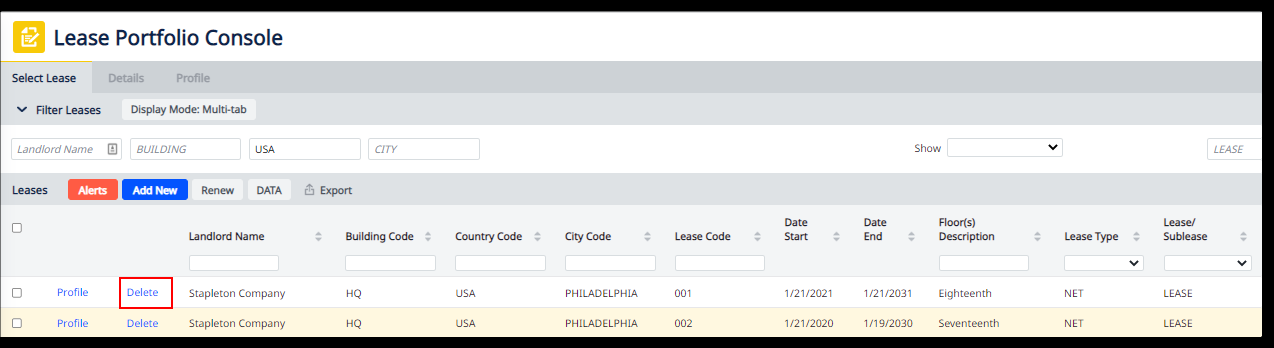 Lease Portfolio Console
Select Lease Details Profile
Filter Leases Display Mode: Multi-tab
Landlord Name BUILDING USA CITY Show LEASE
Leases Alerts Add New Renew DATA Export
Landlord Name Building Code Country Code City Code Lease Code Date Start Date End Floor(s) Description Lease Type Lease/ Sublease
Profile Delete Stapleton Company HQ USA PHILADELPHIA 001 1/21/2021 1/21/2031 Eighteenth NET LEASE
Profile Delete Stapleton Company HQ USA PHILADELPHIA 002 1/21/2020 1/19/2030 Seventeenth NET LEASE